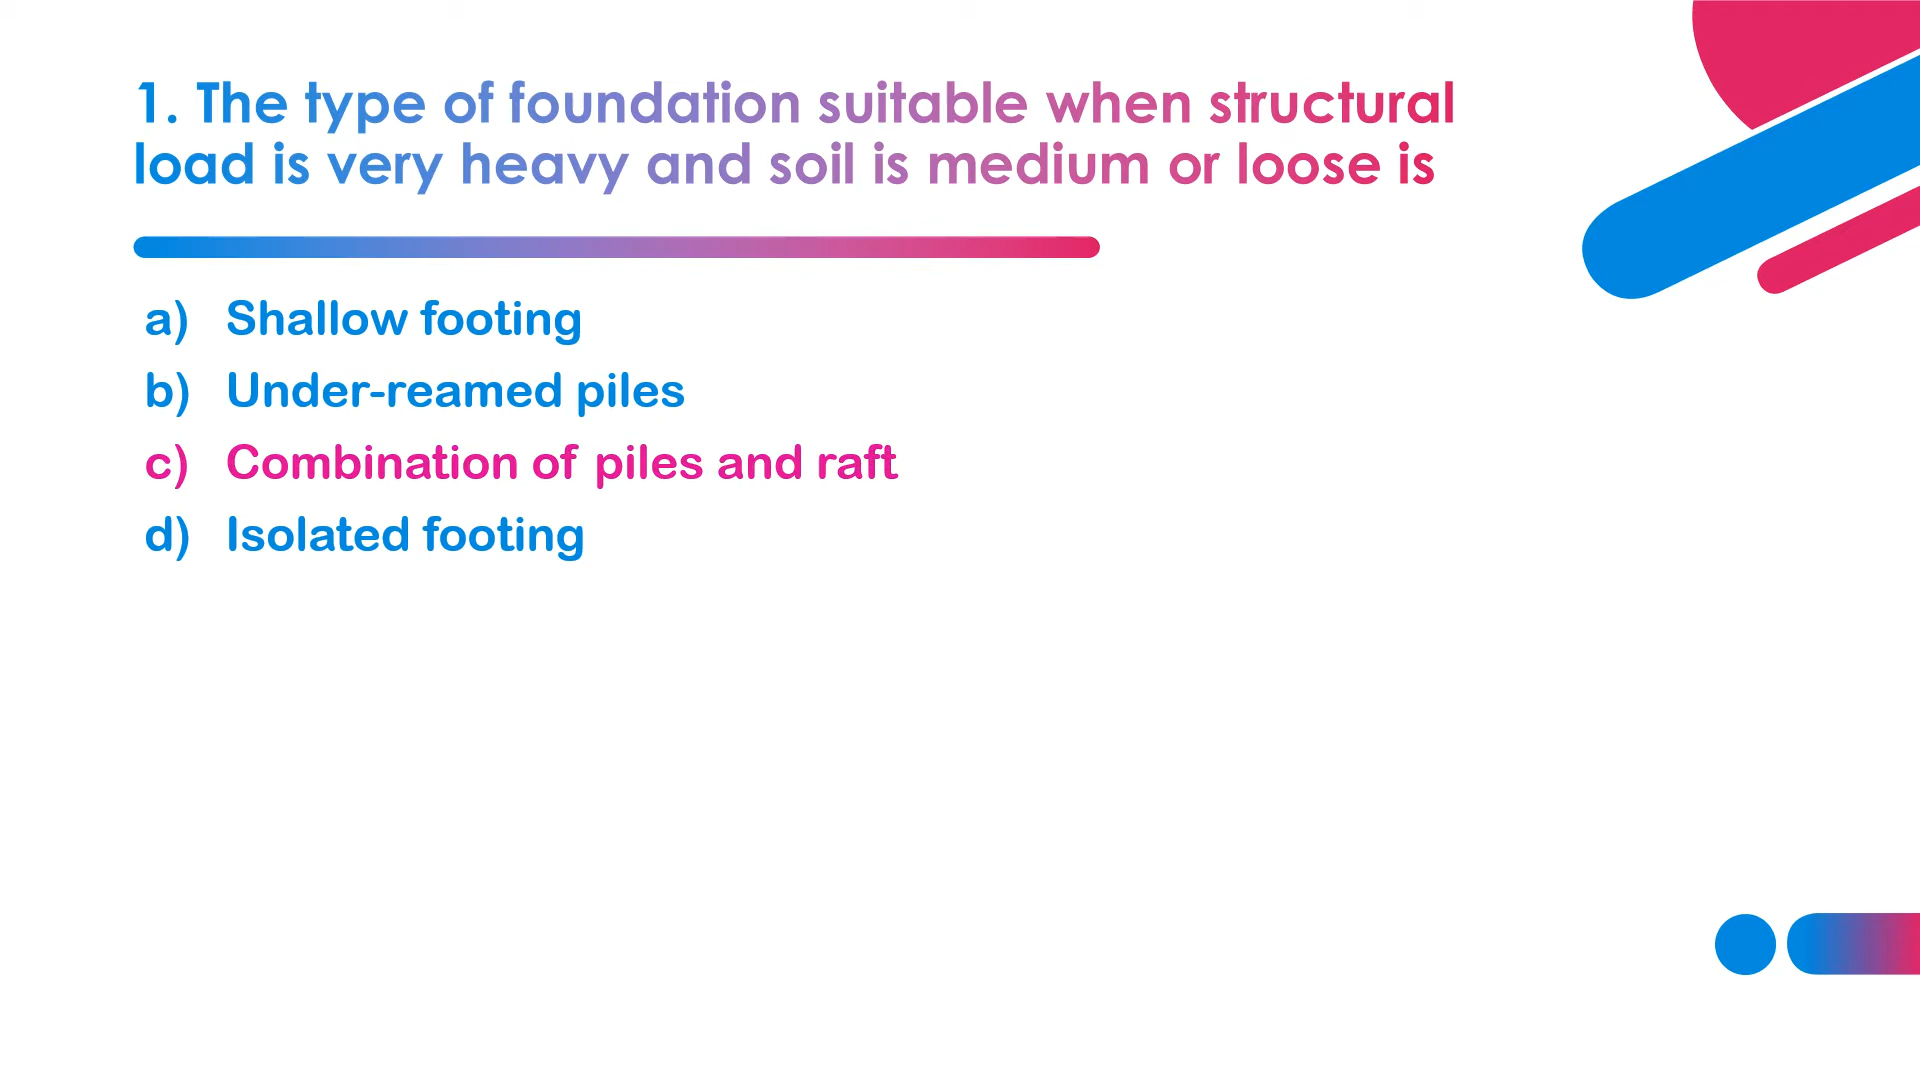 1. The type of foundation suitable when structural
load is very heavy and soil is medium or loose is
a) Shallow footing
b) Under-reamed piles
c) Combination of piles and raft
d) Isolated footing